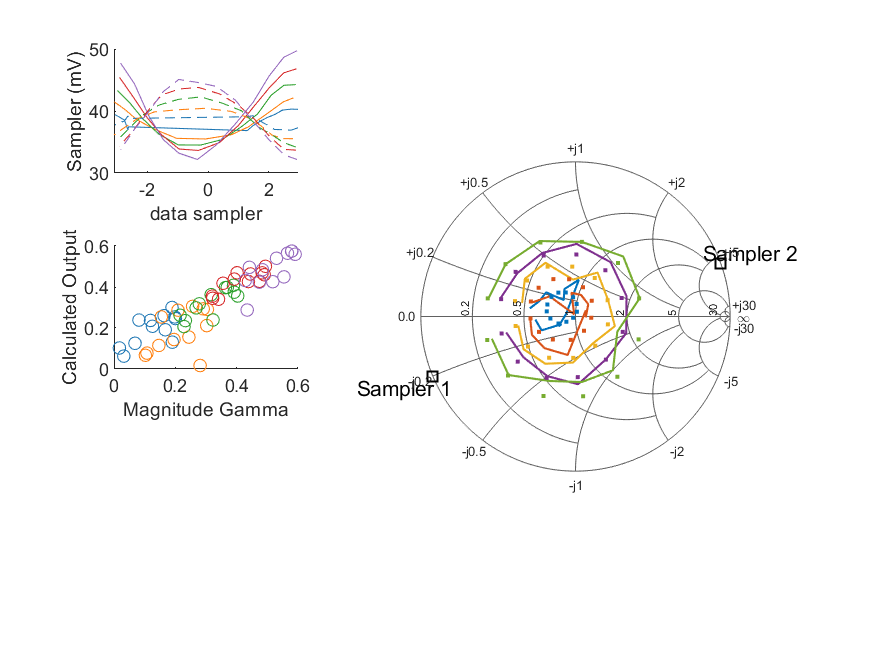 50
40
30
Sampler (mV)
-2
0
2
data sampler
0.6
0.4
0.2
0
Calculated Output
0
0.2
0.4
0.6
Magnitude Gamma
+j1
+j0.5
+j2
+j0.2
+j5
Sampler 2
0.0
0.2
0.5
1
2
5
30
+j30
∞
-j30
-j0.2
Sampler 1
-j5
-j0.5
-j2
-j1